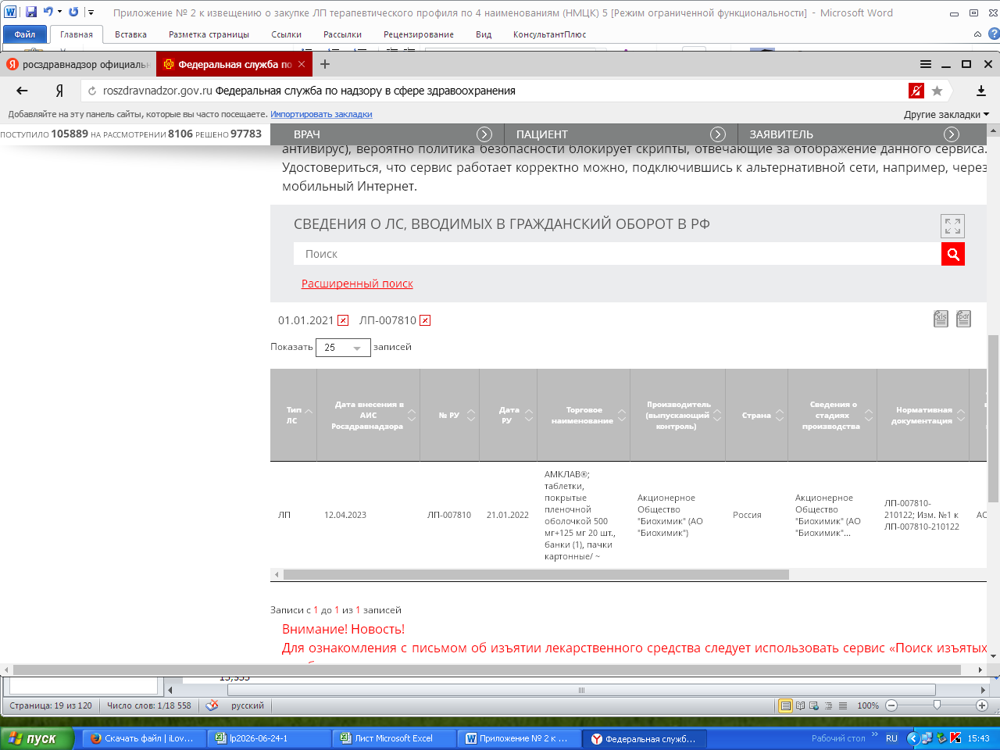 Приложение № 2 к извещению о закупке ЛП терапевтического профиля по 4 наименованиям (НМЦК) 5 [Режим ограниченной функциональности] - Microsoft Word
Файл Главная Вставка Разметка страницы Ссылки Рассылки Рецензирование Вид КонсультантПлюс
росздравнадзор официальн Федеральная служба по
roszdravnadzor.gov.ru Федеральная служба по надзору в сфере здравоохранения
Добавляйте на эту панель сайты, которые вы часто посещаете. Импортировать закладки Другие закладки
ПОСТУПИЛО 105889 НА РАССМОТРЕНИИ 8106 РЕШЕНО 97783 ВРАЧ ПАЦИЕНТ ЗАЯВИТЕЛЬ
антивирус), вероятно политика безопасности блокирует скрипты, отвечающие за отображение данного сервиса.
Удостовериться, что сервис работает корректно можно, подключившись к альтернативной сети, например, через
мобильный Интернет.
СВЕДЕНИЯ О ЛС, ВВОДИМЫХ В ГРАЖДАНСКИЙ ОБОРОТ В РФ
Поиск
Расширенный поиск
01.01.2021 ЛП-007810 xls pdf
Показать 25 записей
Тип ЛС
Дата внесения в АИС Росздравнадзора
№ РУ
Дата РУ
Торговое наименование
Производитель (выпускающий контроль)
Страна
Сведения о стадиях производства
Нормативная документация
ЛП
12.04.2023
ЛП-007810
21.01.2022
АМКЛАВ®;
таблетки,
покрытые
пленочной
оболочкой 500
мг+125 мг 20 шт.,
банки (1), пачки
картонные/ ~
Акционерное
Общество
"Биохимик" (АО
"Биохимик")
Россия
Акционерное
Общество
"Биохимик" (АО
"Биохимик"...
ЛП-007810-
210122; Изм. №1 к
ЛП-007810-210122
АС
Записи с 1 до 1 из 1 записей
Внимание! Новость!
Для ознакомления с письмом об изъятии лекарственного средства следует использовать сервис «Поиск изъятых
Страница: 19 из 120 Число слов: 1/18 558 русский 100%
пуск Скачать файл | iLov... lp2026-06-24-1 Лист Microsoft Excel Приложение № 2 к ... Федеральная служб... Рабочий стол RU 15:43